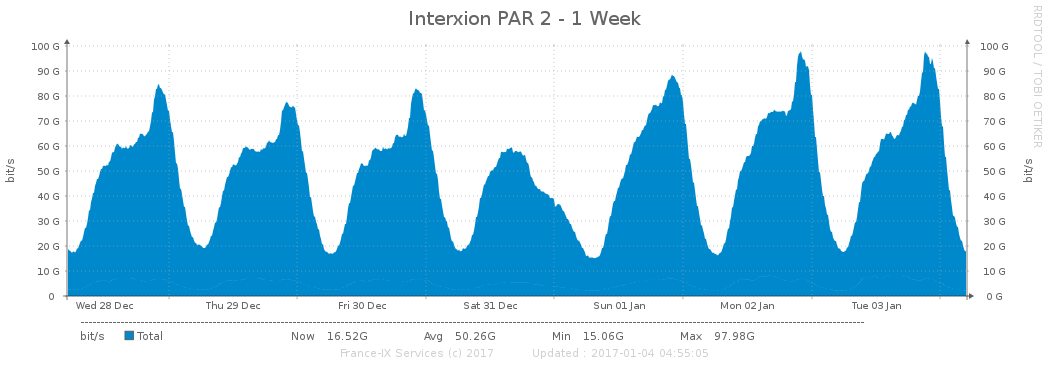 Interxion PAR 2 - 1 Week
RRDTOOL / TOBI OETIKER
100 G 100 G
90 G 90 G
80 G 80 G
70 G 70 G
60 G 60 G
50 G 50 G
40 G 40 G
30 G 30 G
20 G 20 G
10 G 10 G
0 0 G
bit/s bit/s
Wed 28 Dec Thu 29 Dec Fri 30 Dec Sat 31 Dec Sun 01 Jan Mon 02 Jan Tue 03 Jan
bit/s Total Now 16.52G Avg 50.26G Min 15.06G Max 97.98G
France-IX Services (c) 2017 Updated : 2017-01-04 04:55:05